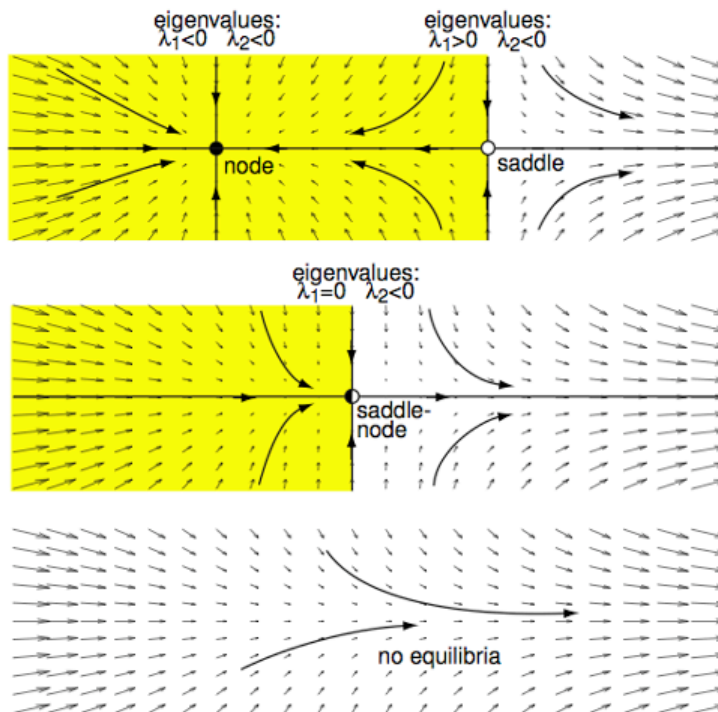 eigenvalues:
λ₁<0 λ₂<0
eigenvalues:
λ₁>0 λ₂<0
node
saddle
eigenvalues:
λ₁=0 λ₂<0
saddle-
node
no equilibria